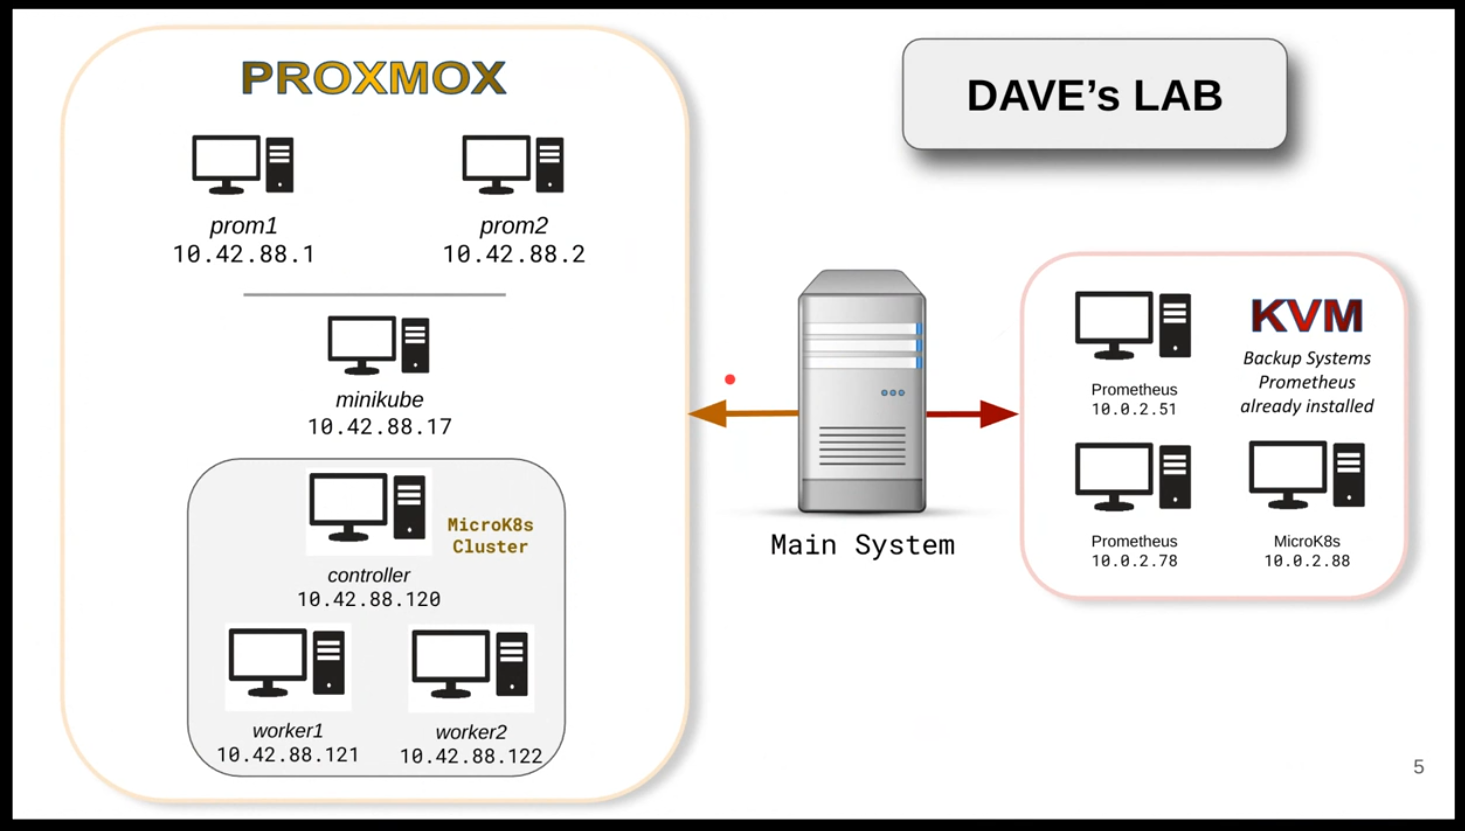 PROXMOX
DAVE’s LAB
prom1
10.42.88.1
prom2
10.42.88.2
minikube
10.42.88.17
MicroK8s
Cluster
controller
10.42.88.120
worker1
10.42.88.121
worker2
10.42.88.122
Main System
KVM
Backup Systems
Prometheus
already installed
Prometheus
10.0.2.51
Prometheus
10.0.2.78
MicroK8s
10.0.2.88
5